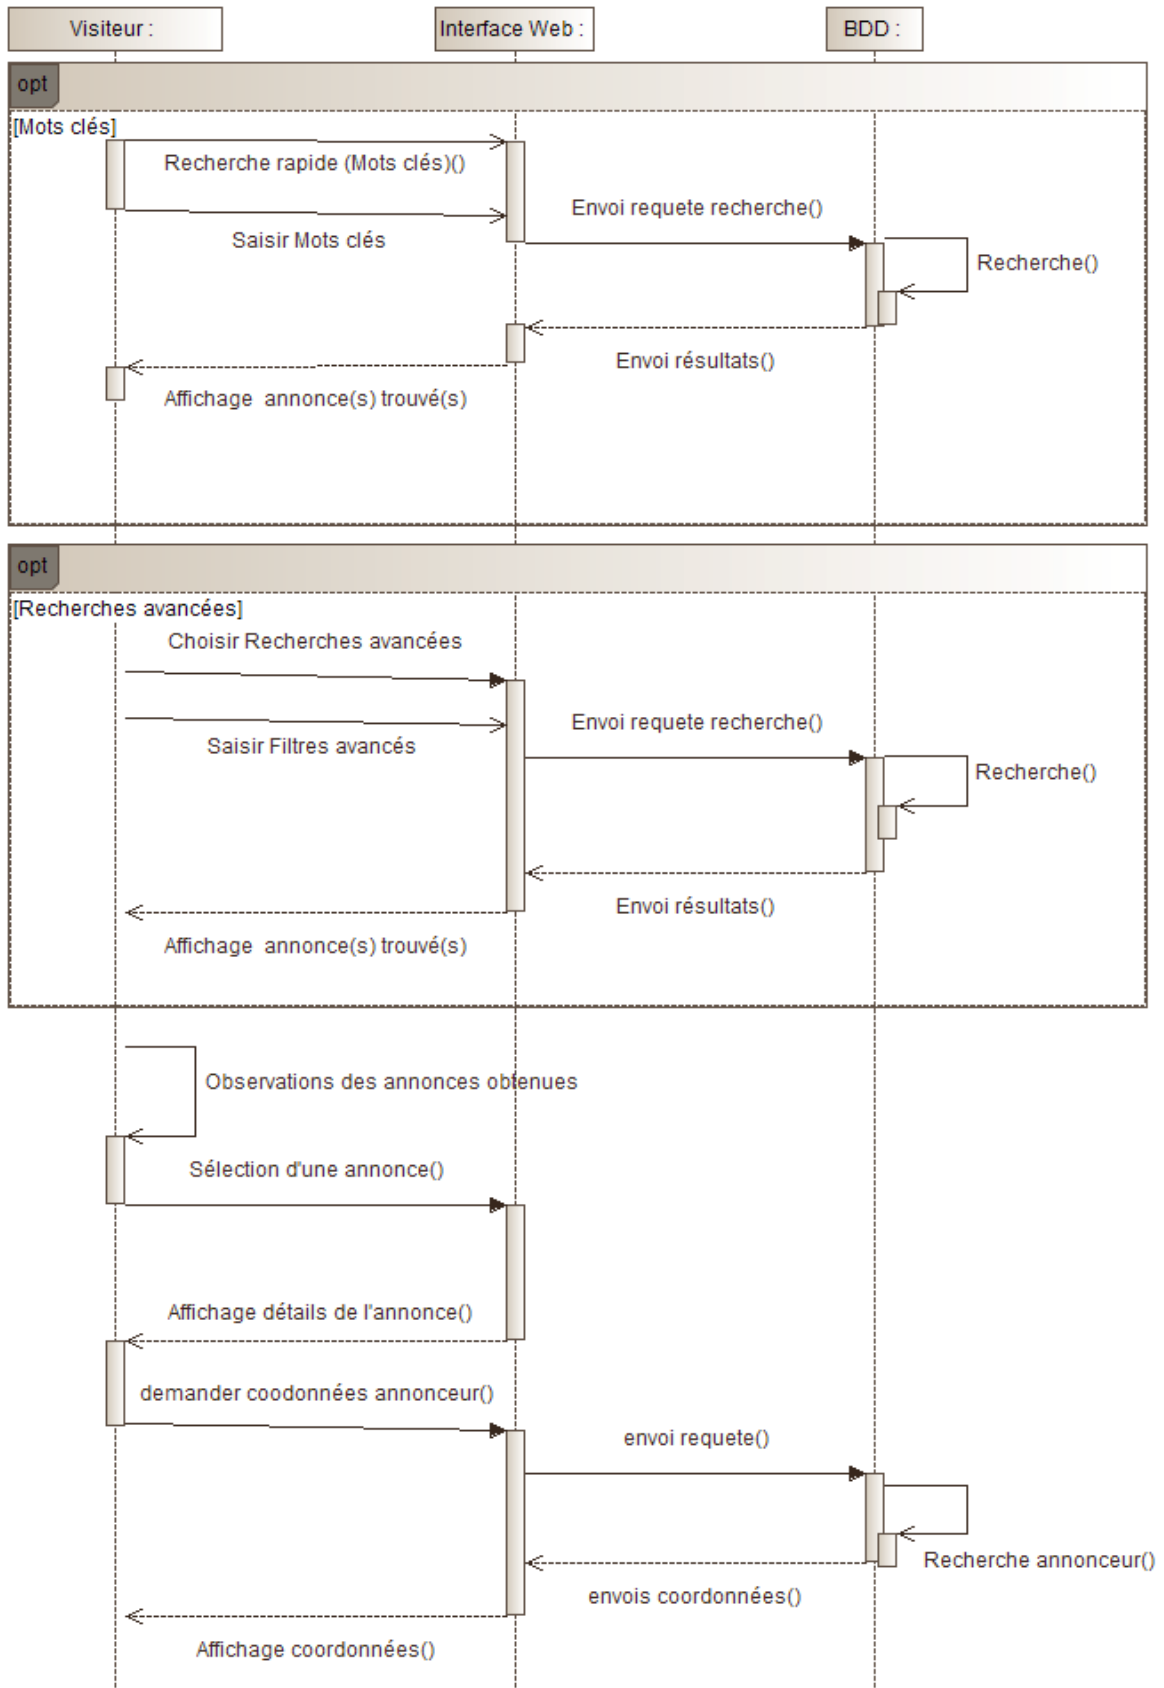 Visiteur :
Interface Web :
BDD :
opt
[Mots clés]
Recherche rapide (Mots clés)()
Envoi requete recherche()
Saisir Mots clés
Recherche()
Envoi résultats()
Affichage annonce(s) trouvé(s)
opt
[Recherches avancées]
Choisir Recherches avancées
Envoi requete recherche()
Saisir Filtres avancés
Recherche()
Envoi résultats()
Affichage annonce(s) trouvé(s)
Observations des annonces obtenues
Sélection d'une annonce()
Affichage détails de l'annonce()
demander coodonnées annonceur()
envoi requete()
Recherche annonceur()
envois coordonnées()
Affichage coordonnées()